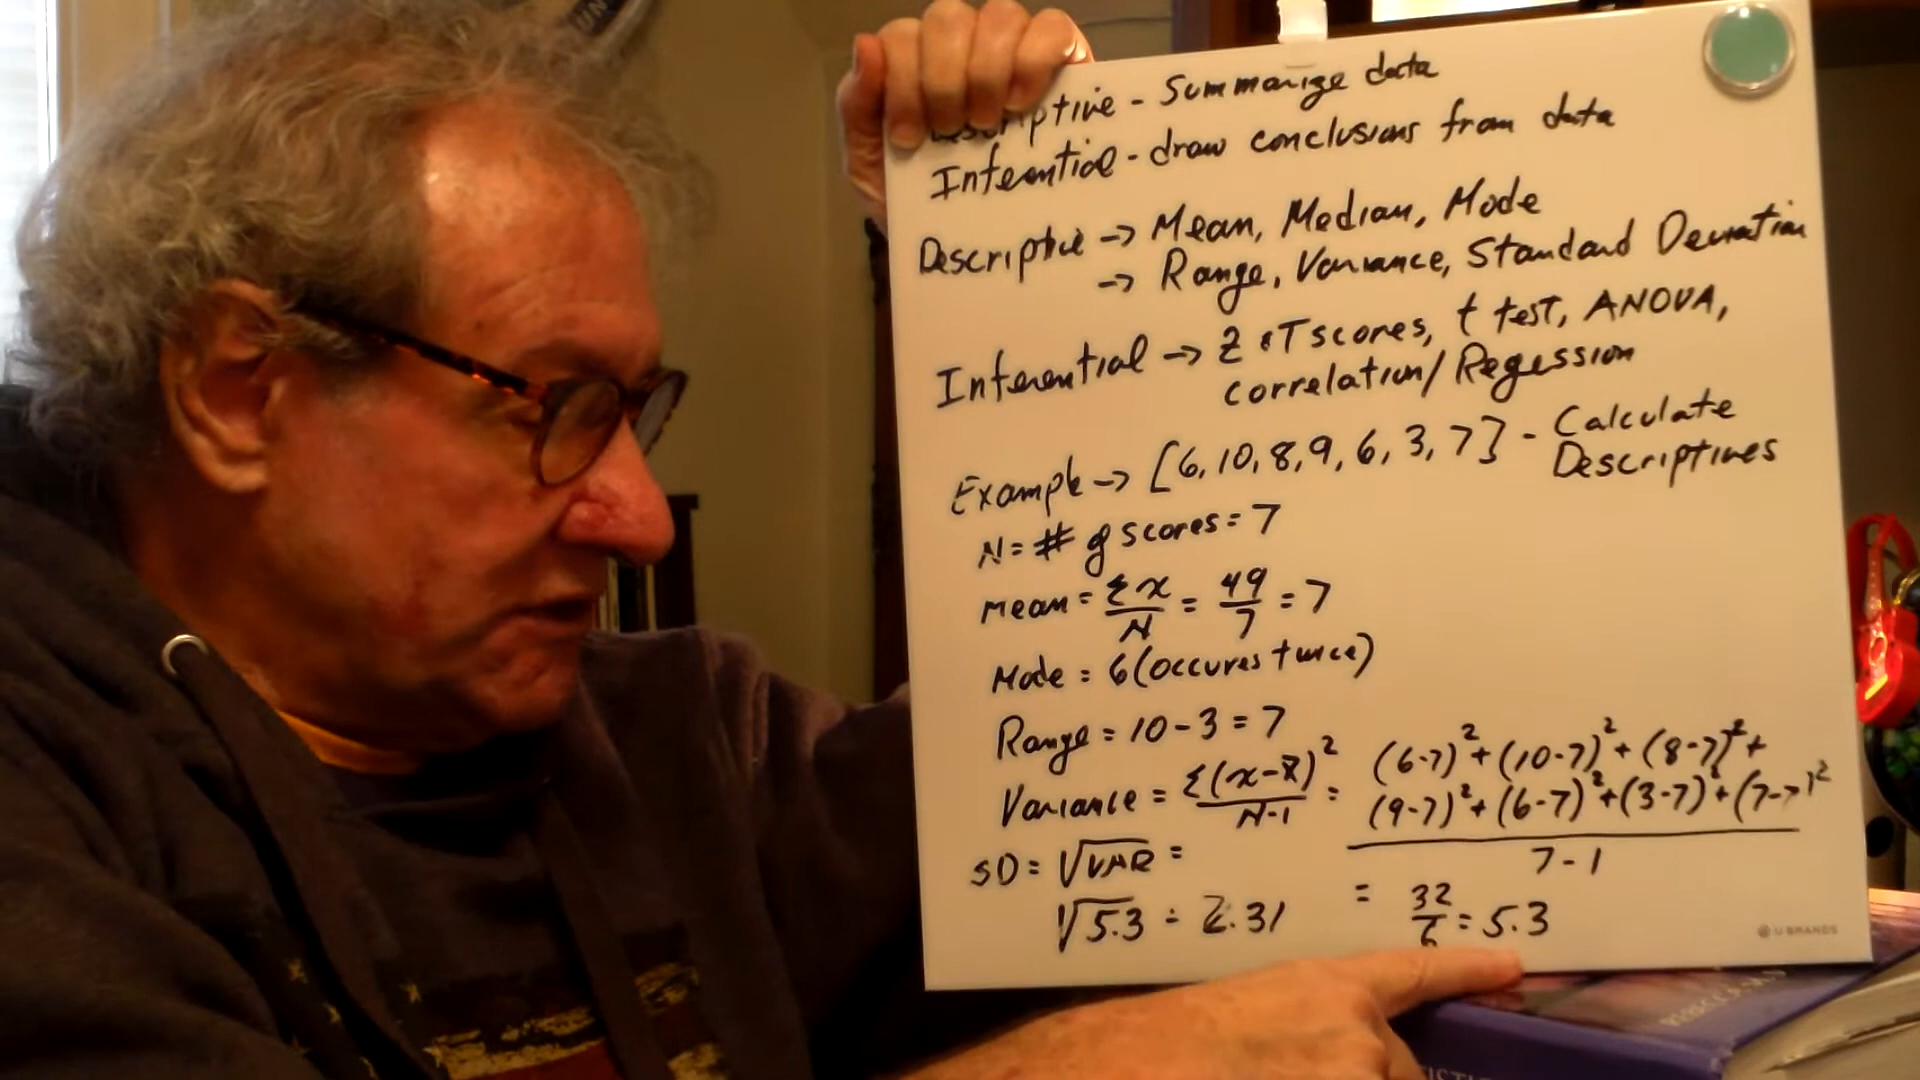 Descriptive - Summarize data
Inferential - draw conclusions from data
Descriptive → Mean, Median, Mode
→ Range, Variance, Standard Deviation
Inferential → Z & T scores, t test, ANOVA,
correlation/Regression
Example → [6, 10, 8, 9, 6, 3, 7] - Calculate
Descriptives
N = # of scores = 7
Mean = Σx/N = 49/7 = 7
Mode = 6 (occures twice)
Range = 10 - 3 = 7
Variance = Σ(x-x̄)²/N-1 = (6-7)² + (10-7)² + (8-7)² +
(9-7)² + (6-7)² + (3-7)² + (7-7)²
7-1
= 32/6 = 5.3
SD = √VAR =
√5.3 = 2.31
U BRANDS